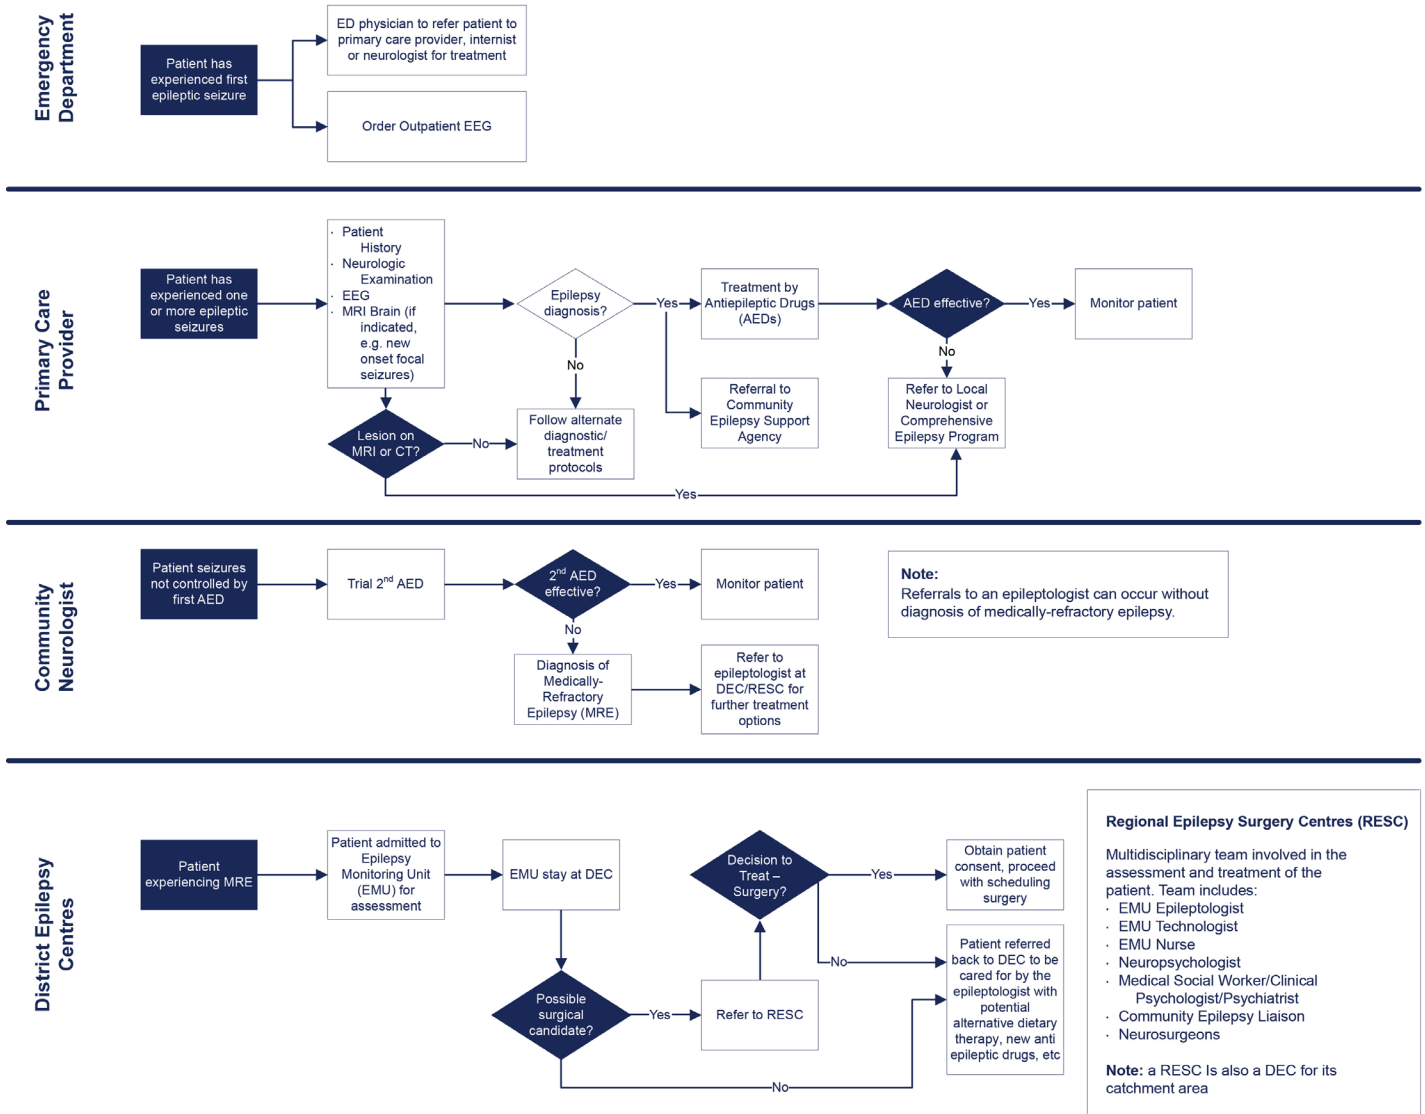 Emergency
Department
Patient has
experienced first
epileptic seizure
ED physician to refer patient to
primary care provider, internist
or neurologist for treatment
Order Outpatient EEG
Primary Care
Provider
Patient has
experienced one
or more epileptic
seizures
· Patient
History
· Neurologic
Examination
· EEG
· MRI Brain (if
indicated,
e.g. new
onset focal
seizures)
Epilepsy
diagnosis?
Yes
Treatment by
Antiepileptic Drugs
(AEDs)
AED effective?
Yes
Monitor patient
No
No
Lesion on
MRI or CT?
No
Follow alternate
diagnostic/
treatment
protocols
Referral to
Community
Epilepsy Support
Agency
Refer to Local
Neurologist or
Comprehensive
Epilepsy Program
Yes
Community
Neurologist
Patient seizures
not controlled by
first AED
Trial 2nd AED
2nd AED
effective?
Yes
Monitor patient
No
Diagnosis of
Medically-
Refractory
Epilepsy (MRE)
Refer to
epileptologist at
DEC/RESC for
further treatment
options
Note:
Referrals to an epileptologist can occur without
diagnosis of medically-refractory epilepsy.
District Epilepsy
Centres
Patient
experiencing MRE
Patient admitted to
Epilepsy
Monitoring Unit
(EMU) for
assessment
EMU stay at DEC
Possible
surgical
candidate?
Yes
Refer to RESC
Decision to
Treat –
Surgery?
Yes
Obtain patient
consent, proceed
with scheduling
surgery
No
Patient referred
back to DEC to be
cared for by the
epileptologist with
potential
alternative dietary
therapy, new anti
epileptic drugs, etc
No
Regional Epilepsy Surgery Centres (RESC)
Multidisciplinary team involved in the
assessment and treatment of the
patient. Team includes:
· EMU Epileptologist
· EMU Technologist
· EMU Nurse
· Neuropsychologist
· Medical Social Worker/Clinical
Psychologist/Psychiatrist
· Community Epilepsy Liaison
· Neurosurgeons
Note: a RESC Is also a DEC for its
catchment area